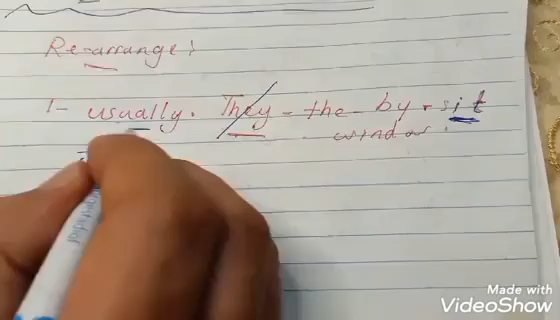 Re-arrange:
1- usually. They - the by. sit
window.
Made with
VideoShow